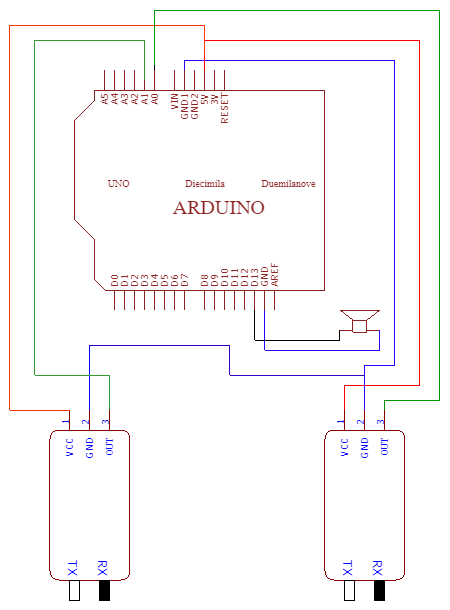 A5 A4 A3 A2 A1 A0 VIN GND1 GND2 5V 3V RESET
UNO Diecimila Duemilanove
ARDUINO
D0 D1 D2 D3 D4 D5 D6 D7 D8 D9 D10 D11 D12 D13 GND AREF
1 2 3 1 2 3
VCC GND OUT VCC GND OUT
TX RX TX RX